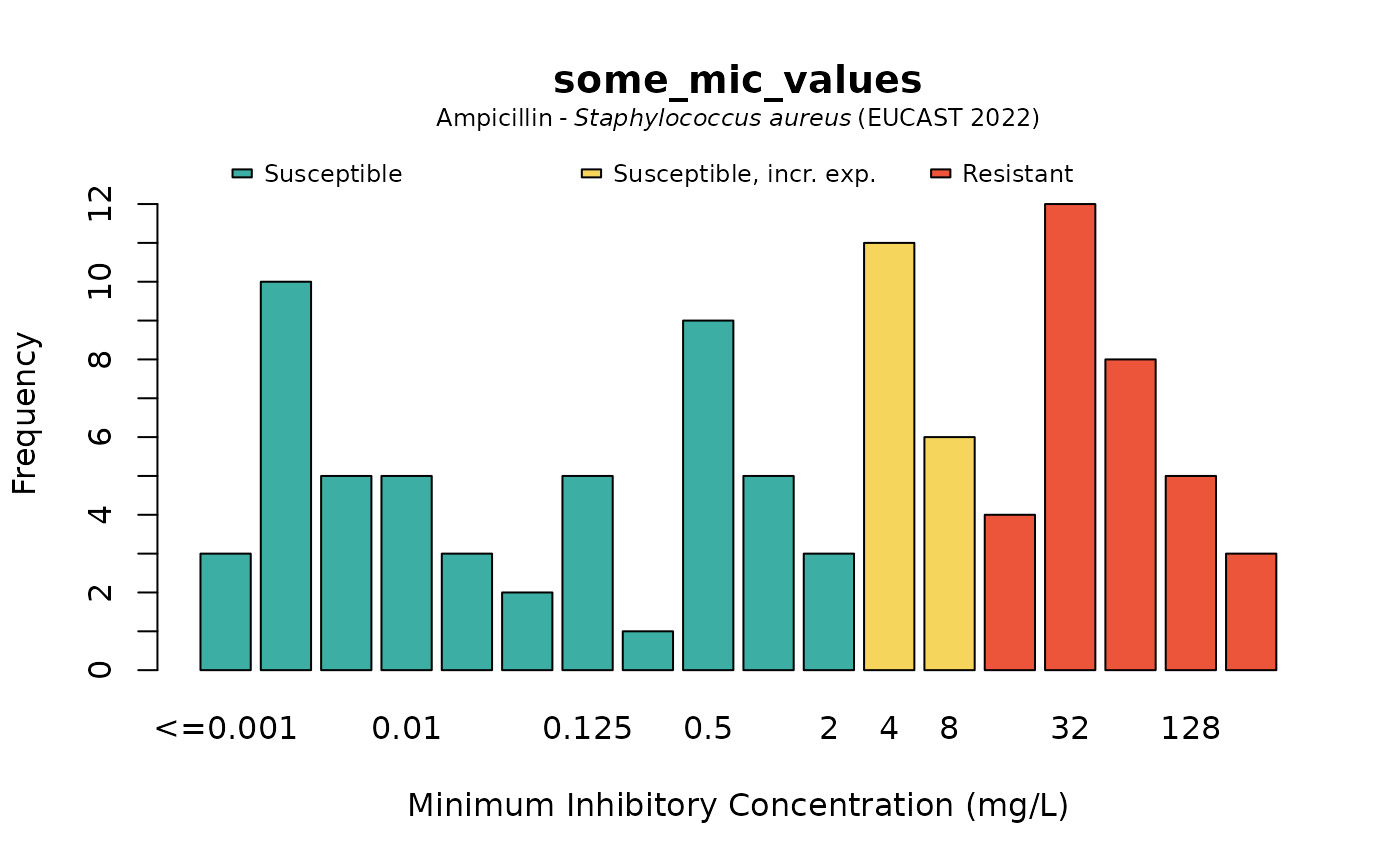 some_mic_values
Ampicillin - Staphylococcus aureus (EUCAST 2022)
Susceptible Susceptible, incr. exp. Resistant
12
10
8
6
4
2
0
Frequency
<=0.001 0.01 0.125 0.5 2 4 8 32 128
Minimum Inhibitory Concentration (mg/L)